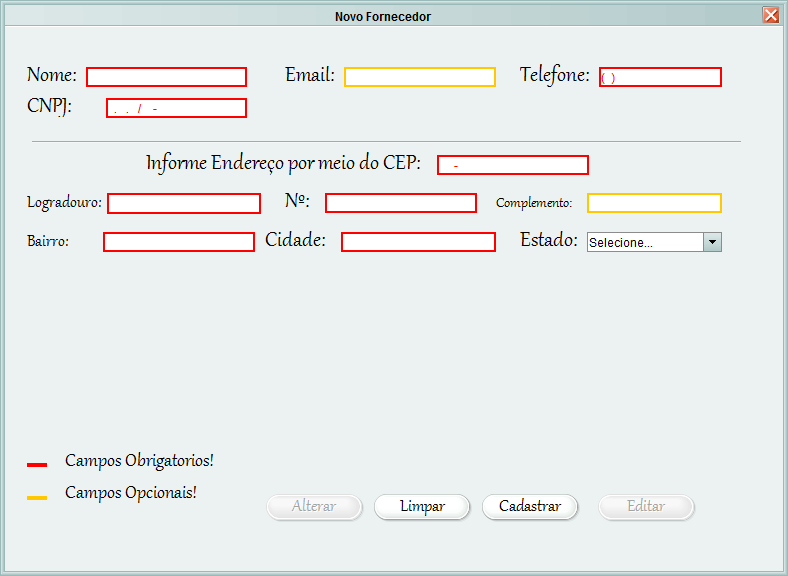 Novo Fornecedor
Nome: Email: Telefone: ( )
CNPJ: . . / -
Informe Endereço por meio do CEP: -
Logradouro: Nº: Complemento:
Bairro: Cidade: Estado: Selecione...
Campos Obrigatorios!
Campos Opcionais!
Alterar Limpar Cadastrar Editar